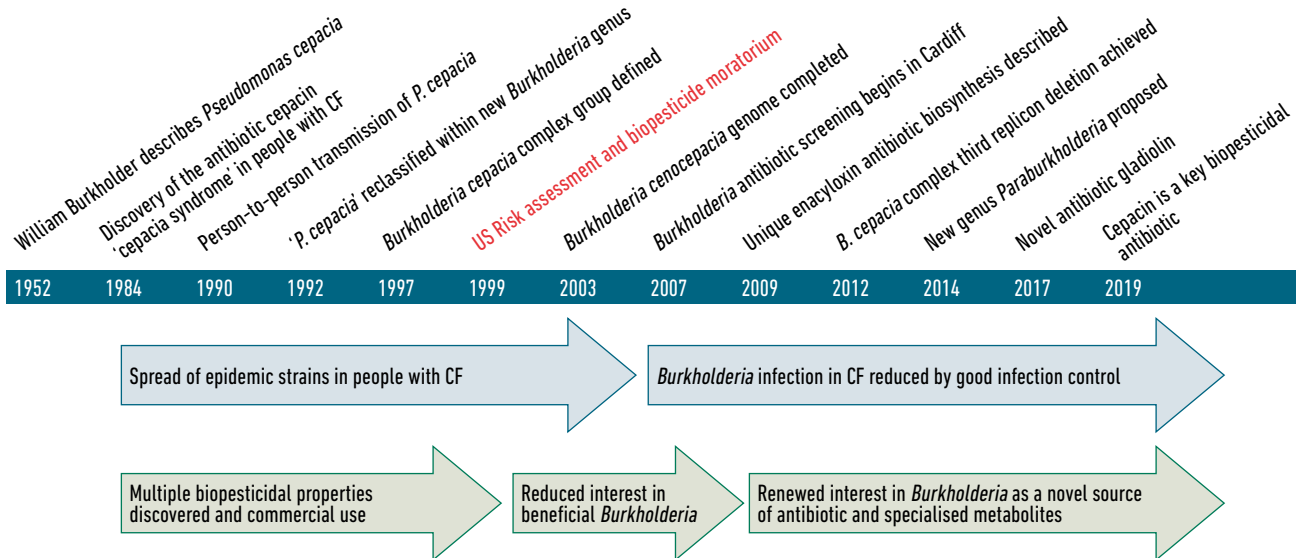 William Burkholder describes Pseudomonas cepacia
Discovery of the antibiotic cepacin
‘cepacia syndrome’ in people with CF
Person-to-person transmission of P. cepacia
‘P. cepacia’ reclassified within new Burkholderia genus
Burkholderia cepacia complex group defined
US Risk assessment and biopesticide moratorium
Burkholderia cenocepacia genome completed
Burkholderia antibiotic screening begins in Cardiff
Unique enacyloxin antibiotic biosynthesis described
B. cepacia complex third replicon deletion achieved
New genus Paraburkholderia proposed
Novel antibiotic gladiolin
Cepacin is a key biopesticidal
antibiotic
1952 1984 1990 1992 1997 1999 2003 2007 2009 2012 2014 2017 2019
Spread of epidemic strains in people with CF
Burkholderia infection in CF reduced by good infection control
Multiple biopesticidal properties
discovered and commercial use
Reduced interest in
beneficial Burkholderia
Renewed interest in Burkholderia as a novel source
of antibiotic and specialised metabolites